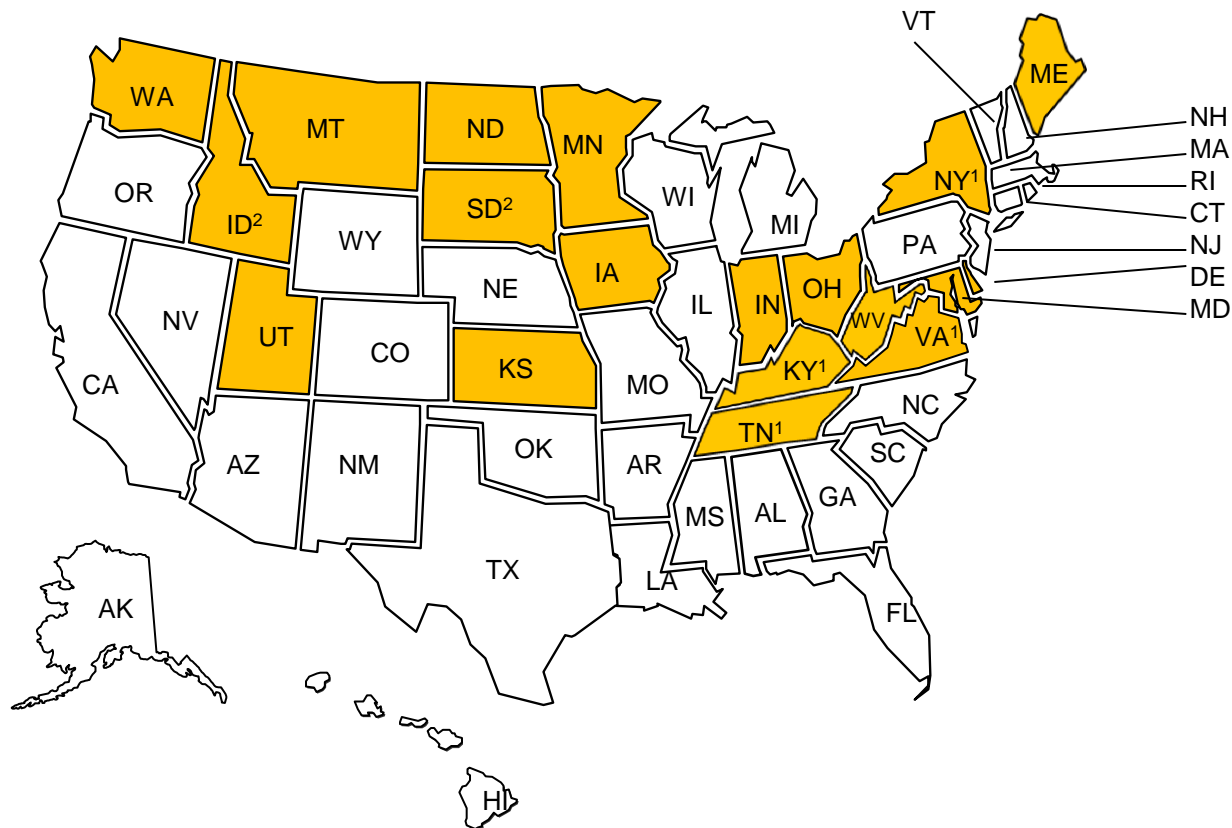 VT
ME
WA
NH
MT
ND
MN
MA
OR
NY¹
RI
ID²
SD²
WI
CT
WY
MI
PA
NJ
IA
DE
NE
IL
IN
OH
MD
NV
WV
UT
VA¹
CO
CA
KS
MO
KY¹
NC
TN¹
OK
SC
AZ
NM
AR
GA
MS
AL
TX
LA
AK
FL
HI